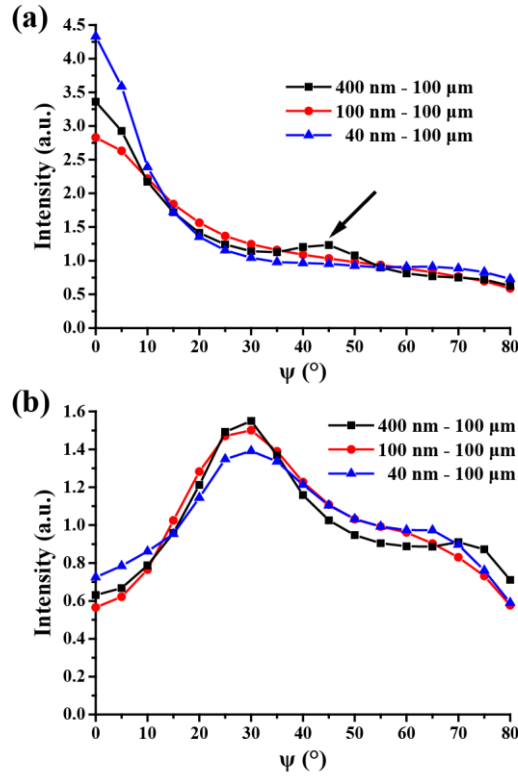 (a)
4.5
4.0
3.5
3.0
2.5
2.0
1.5
1.0
0.5
0.0
Intensity (a.u.)
400 nm - 100 μm
100 nm - 100 μm
40 nm - 100 μm
0 10 20 30 40 50 60 70 80
ψ (°)
(b)
1.6
1.4
1.2
1.0
0.8
0.6
0.4
0.2
0.0
Intensity (a.u.)
400 nm - 100 μm
100 nm - 100 μm
40 nm - 100 μm
0 10 20 30 40 50 60 70 80
ψ (°)